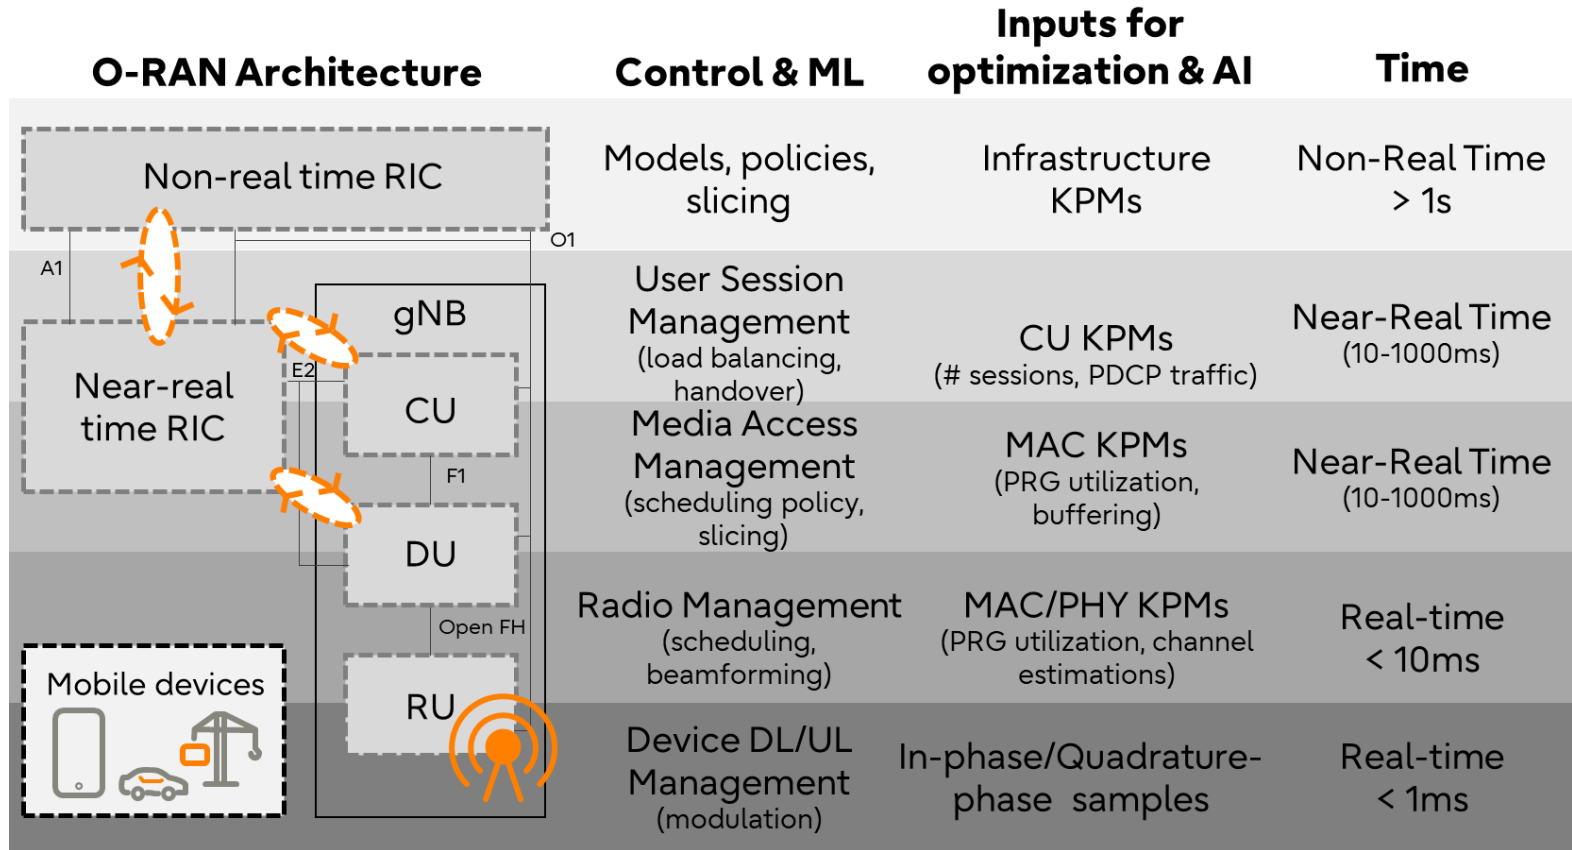 O-RAN Architecture
Control & ML
Inputs for
optimization & AI
Time
Non-real time RIC
Models, policies,
slicing
Infrastructure
KPMs
Non-Real Time
> 1s
A1
O1
gNB
User Session
Management
(load balancing,
handover)
CU KPMs
(# sessions, PDCP traffic)
Near-Real Time
(10-1000ms)
Near-real
time RIC
E2
CU
F1
Media Access
Management
(scheduling policy,
slicing)
MAC KPMs
(PRG utilization,
buffering)
Near-Real Time
(10-1000ms)
DU
Open FH
Radio Management
(scheduling,
beamforming)
MAC/PHY KPMs
(PRG utilization, channel
estimations)
Real-time
< 10ms
Mobile devices
RU
Device DL/UL
Management
(modulation)
In-phase/Quadrature-
phase samples
Real-time
< 1ms